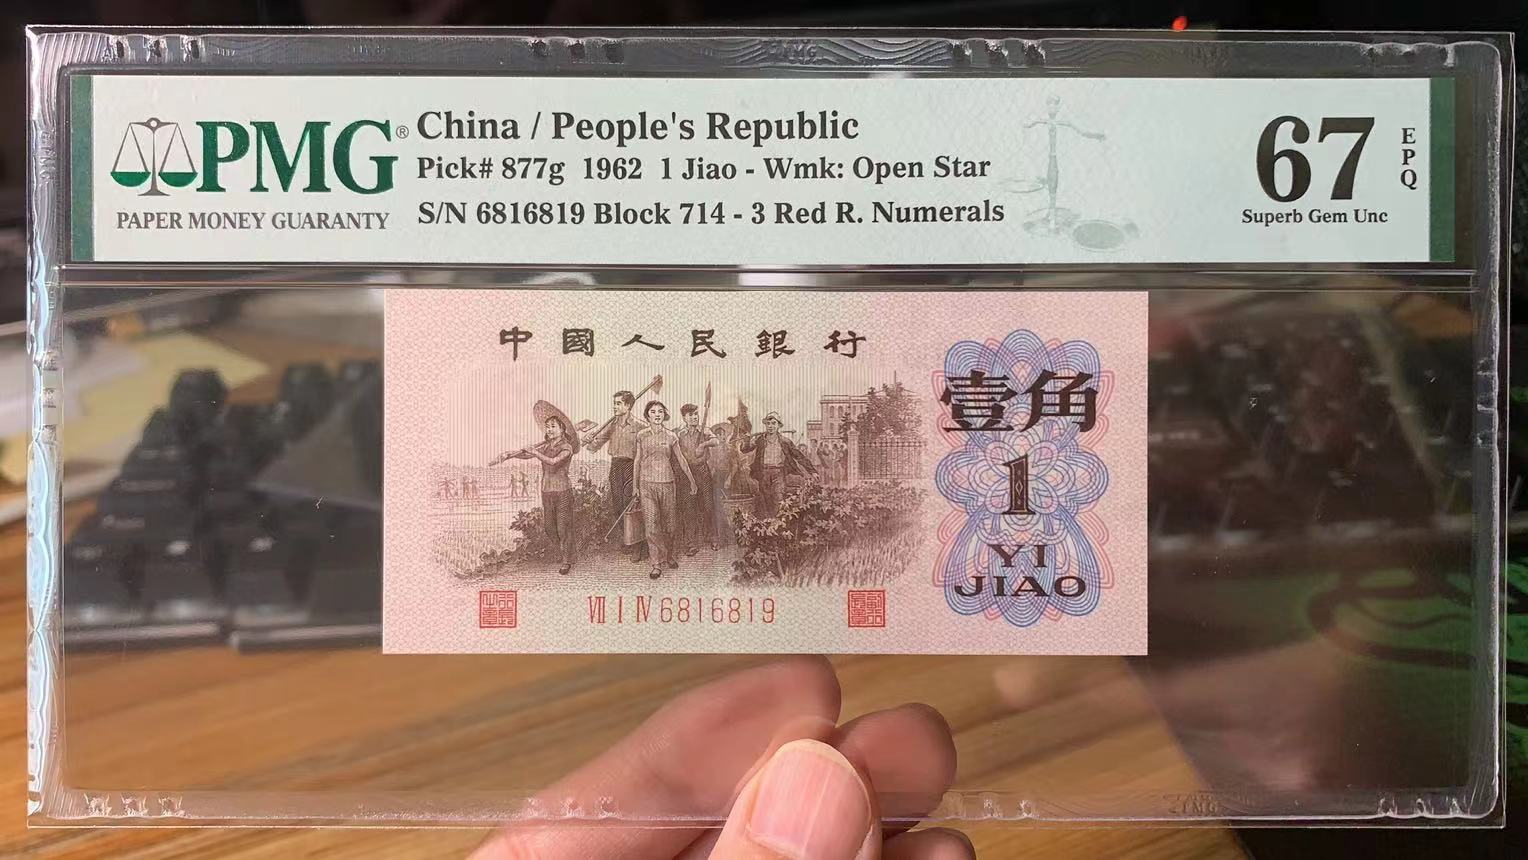 PMG®
PAPER MONEY GUARANTY
China / People's Republic
Pick# 877g 1962 1 Jiao - Wmk: Open Star
S/N 6816819 Block 714 - 3 Red R. Numerals
67
EPQ
Superb Gem Unc
中國人民銀行
壹角
1
YI
JIAO
Ⅶ Ⅰ Ⅳ 6816819